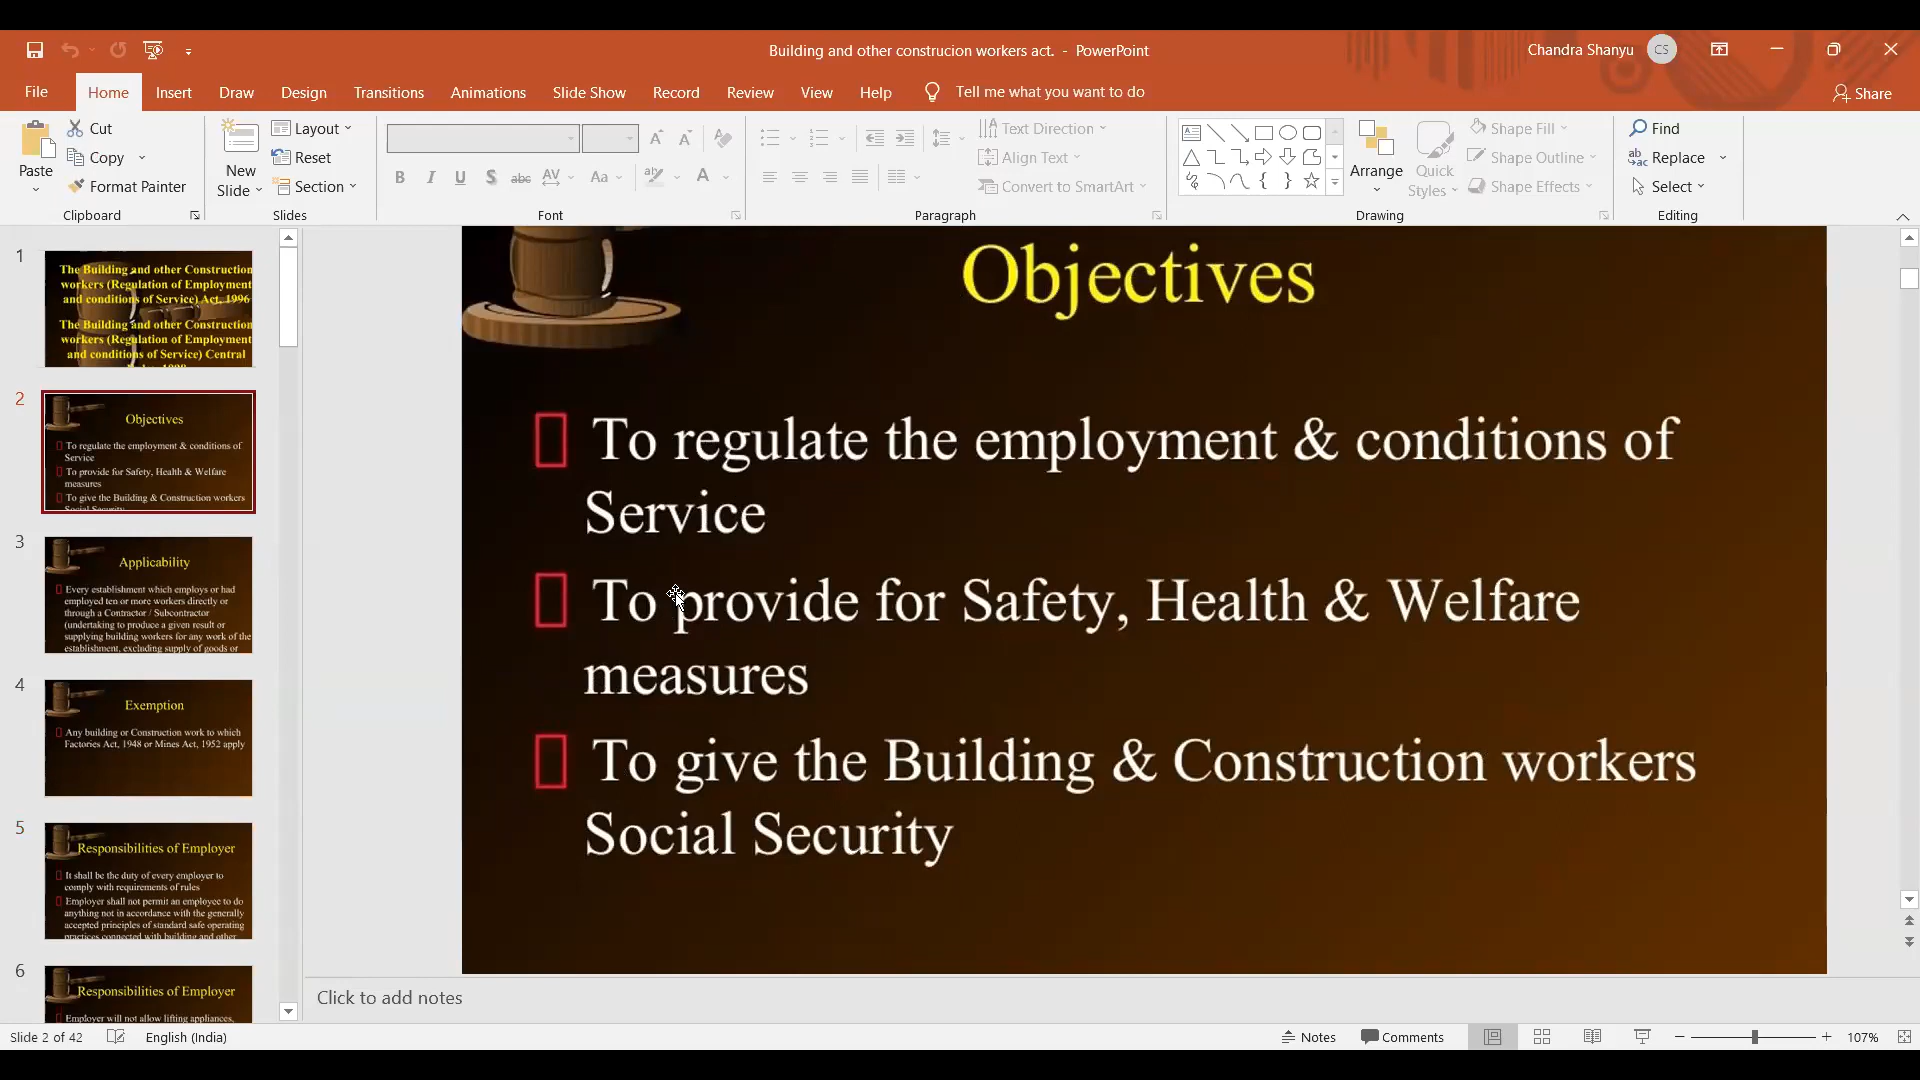 Building and other construcion workers act. - PowerPoint
Chandra Shanyu
CS
File
Home
Insert
Draw
Design
Transitions
Animations
Slide Show
Record
Review
View
Help
Tell me what you want to do
Share
Paste
Cut
Copy
Format Painter
Clipboard
New Slide
Layout
Reset
Section
Slides
B I U S abc AV Aa A
Font
Text Direction
Align Text
Convert to SmartArt
Paragraph
Arrange
Quick Styles
Shape Fill
Shape Outline
Shape Effects
Drawing
Find
Replace
Select
Editing
1
The Building and other Construction
workers (Regulation of Employment
and conditions of Service) Act, 1996
The Building and other Construction
workers (Regulation of Employment
and conditions of Service) Central
2
Objectives
To regulate the employment & conditions of
Service
To provide for Safety, Health & Welfare
measures
To give the Building & Construction workers
Social Security
3
Applicability
Every establishment which employs or had
employed ten or more workers directly or
through a Contractor / Subcontractor
(undertaking to produce a given result or
supplying building workers for any work of the
establishment, excluding supply of goods or
4
Exemption
Any building or Construction work to which
Factories Act, 1948 or Mines Act, 1952 apply
5
Responsibilities of Employer
It shall be the duty of every employer to
comply with requirements of rules
Employer shall not permit an employee to do
anything not in accordance with the generally
accepted principles of standard safe operating
practices connected with building and other
6
Responsibilities of Employer
Employer will not allow lifting appliances,
Objectives
To regulate the employment & conditions of
Service
To provide for Safety, Health & Welfare
measures
To give the Building & Construction workers
Social Security
Click to add notes
Slide 2 of 42
English (India)
Notes
Comments
107%